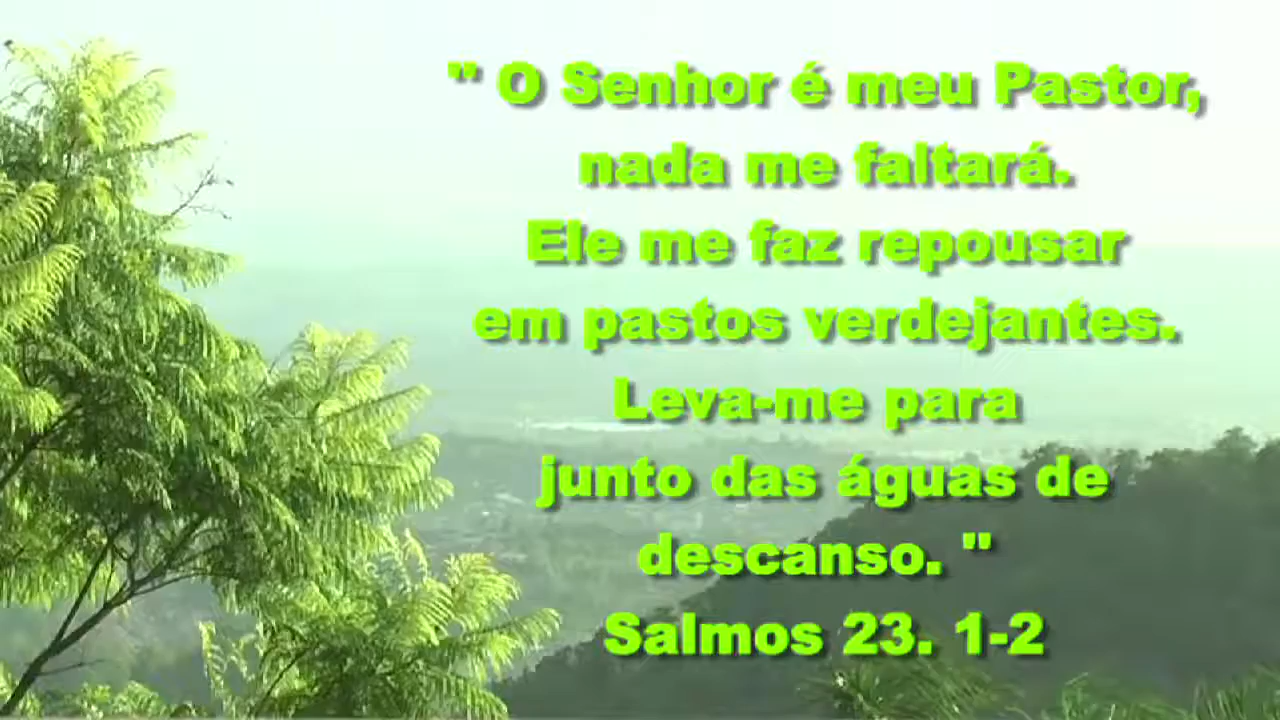 " O Senhor é meu Pastor,
nada me faltará.
Ele me faz repousar
em pastos verdejantes.
Leva-me para
junto das águas de
descanso. "
Salmos 23. 1-2